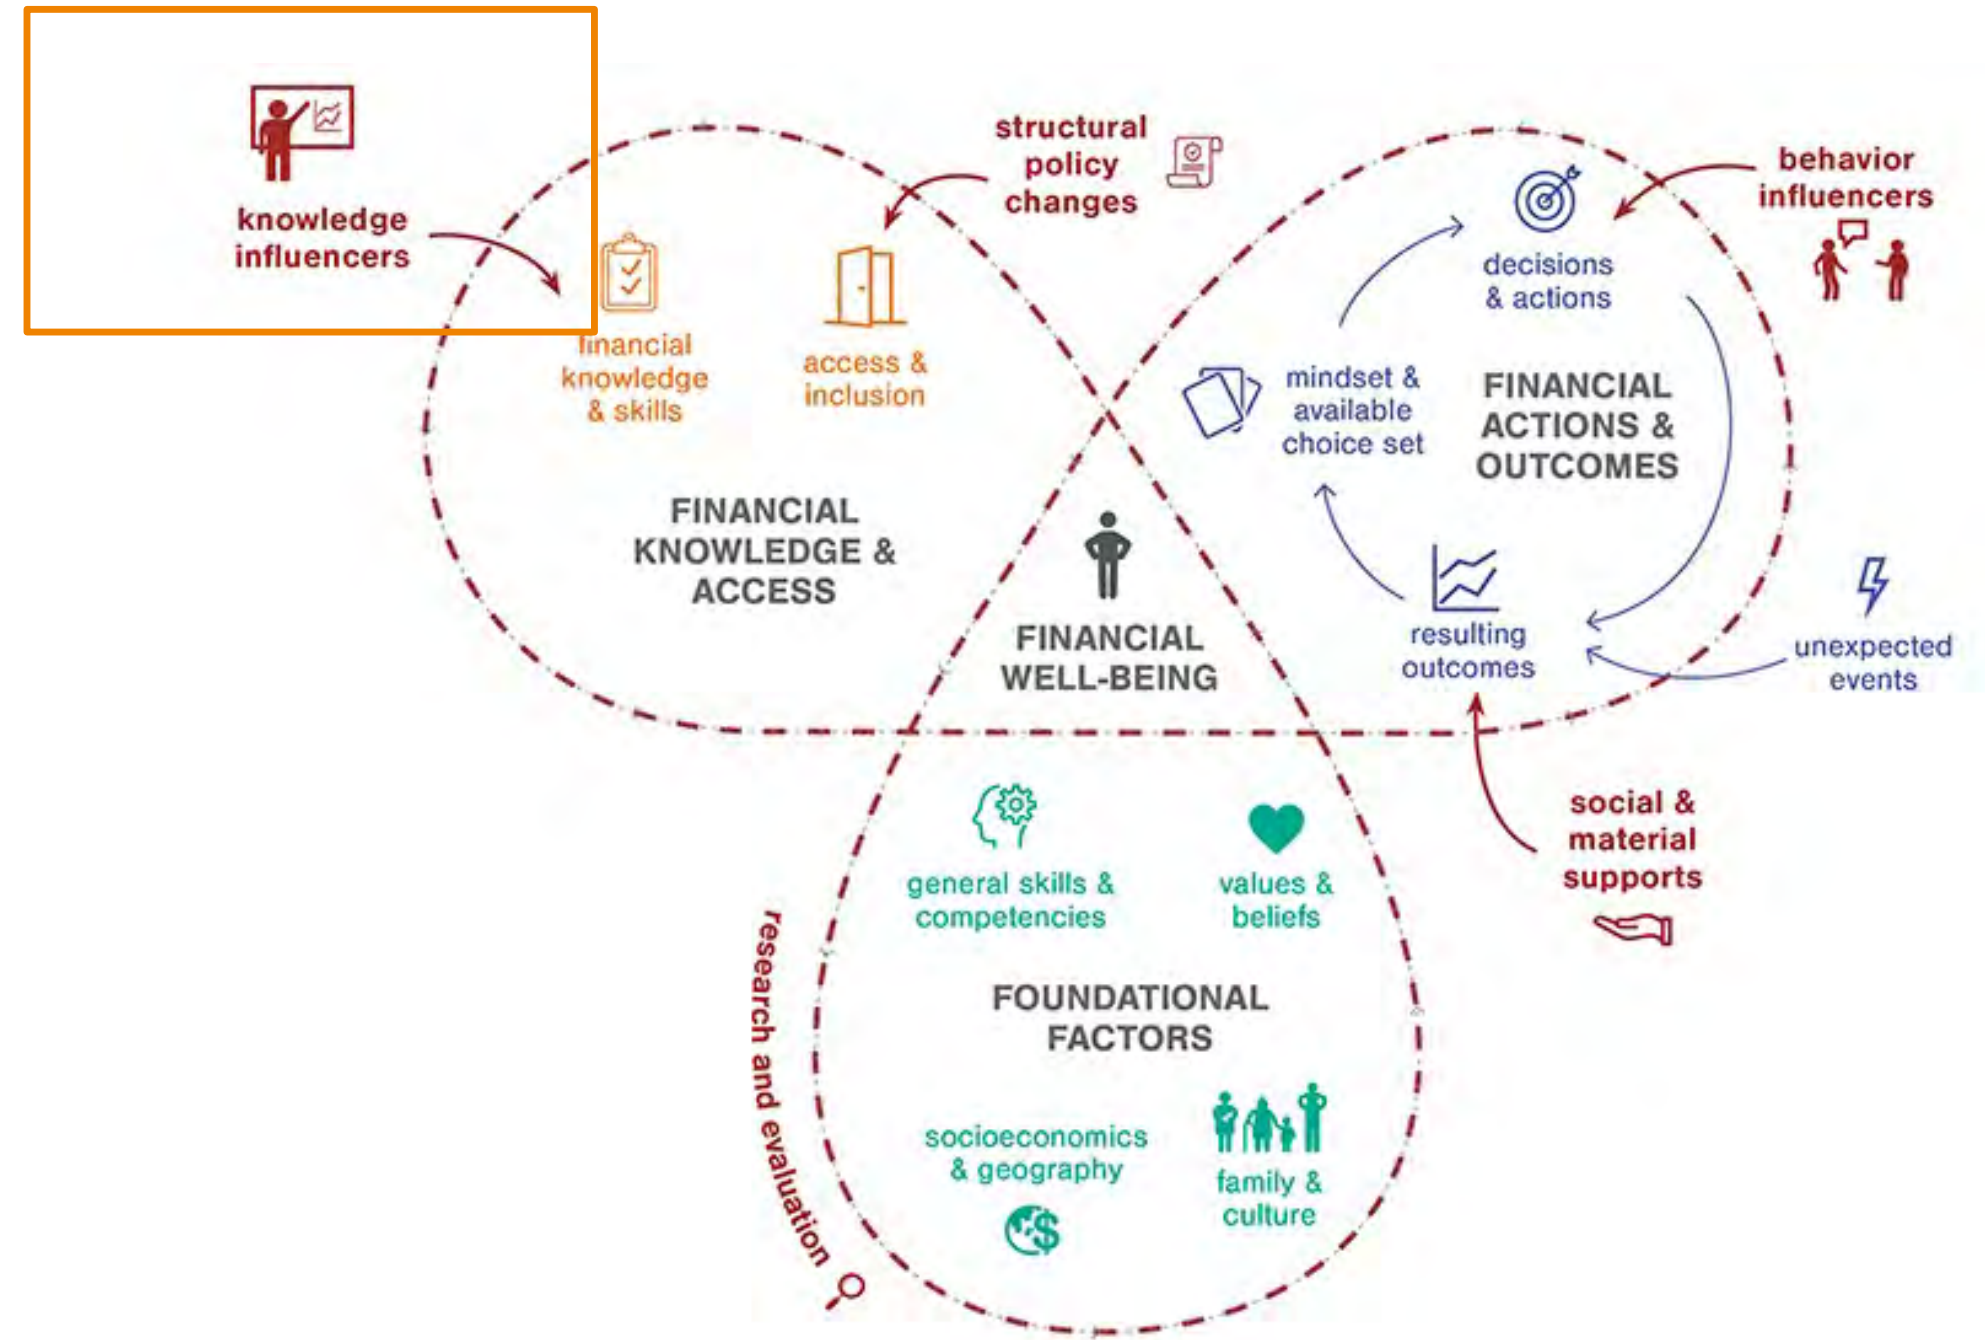 knowledge
influencers
structural
policy
changes
behavior
influencers
financial
knowledge
& skills
access &
inclusion
FINANCIAL
KNOWLEDGE &
ACCESS
decisions
& actions
mindset &
available
choice set
FINANCIAL
ACTIONS &
OUTCOMES
resulting
outcomes
unexpected
events
FINANCIAL
WELL-BEING
social &
material
supports
general skills &
competencies
values &
beliefs
FOUNDATIONAL
FACTORS
socioeconomics
& geography
family &
culture
research and evaluation